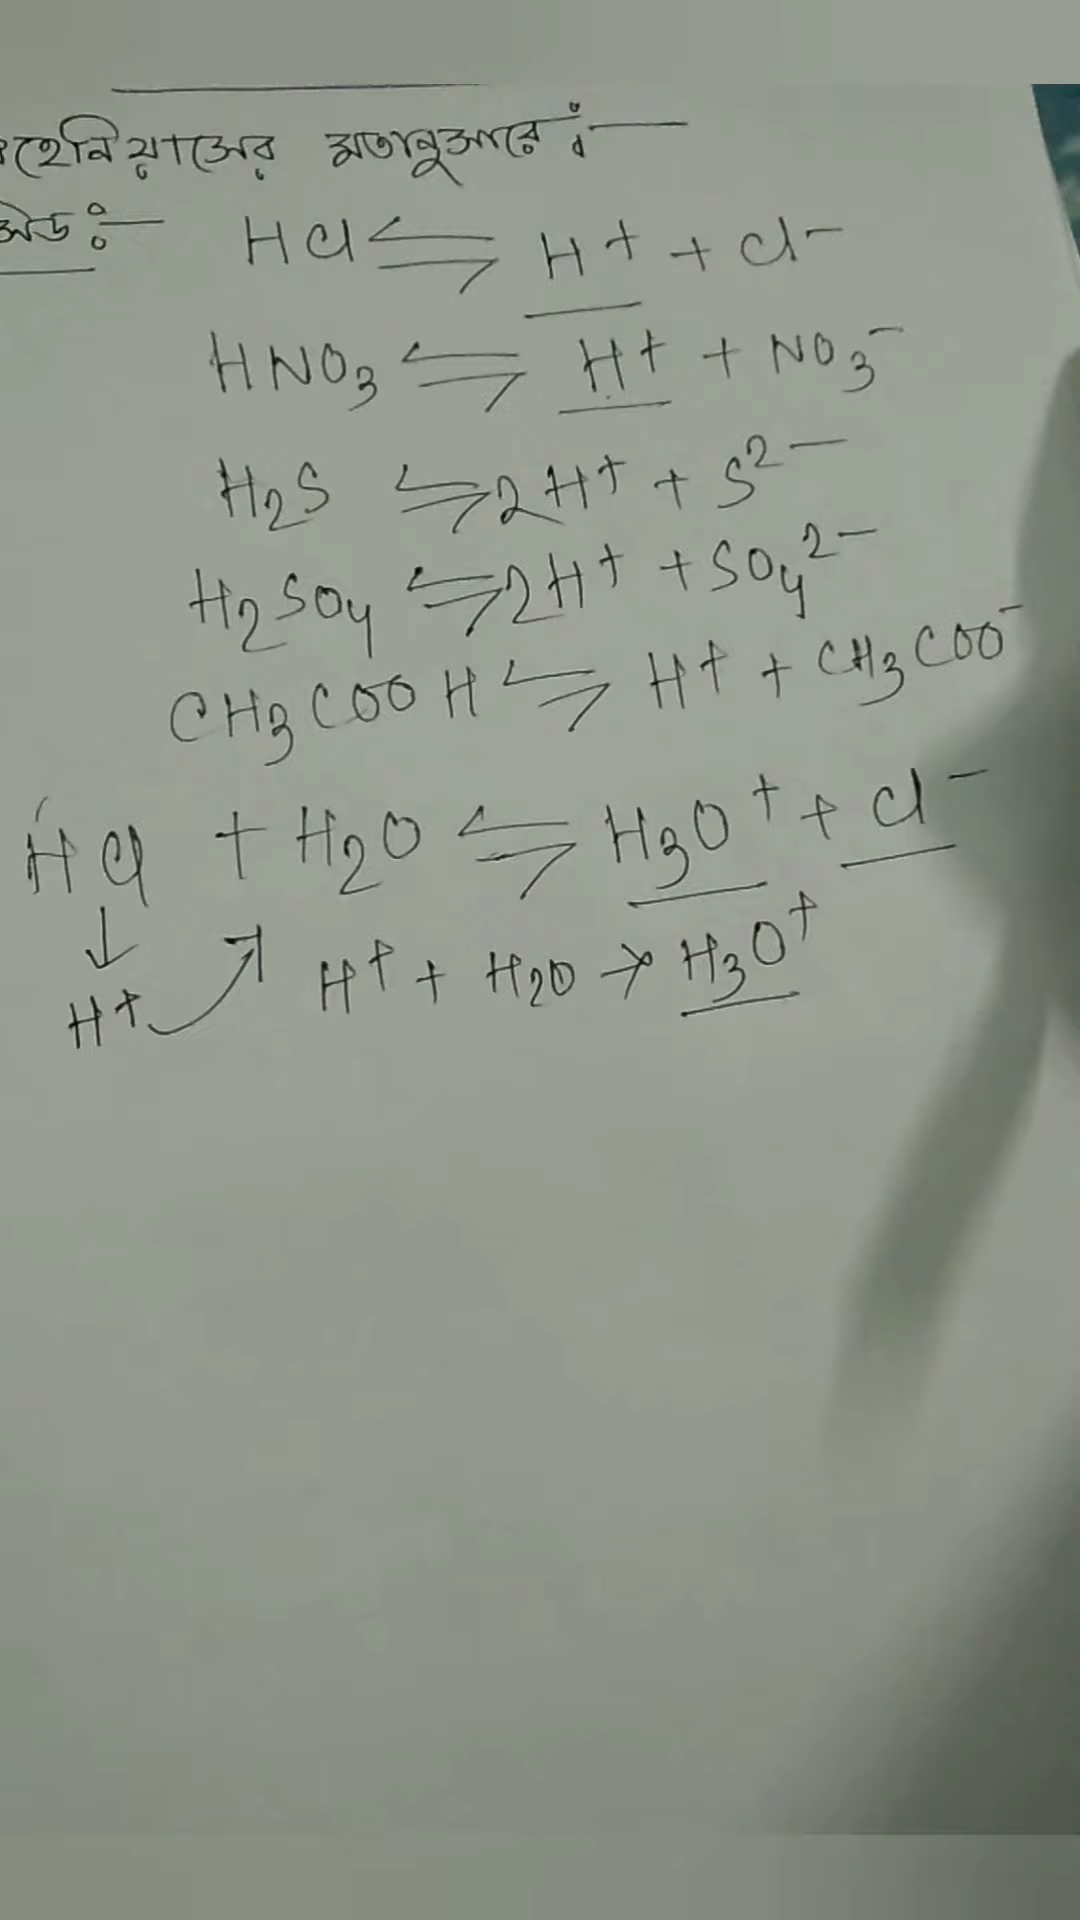 হেনিয়াসের মতানুসারে :—
সিড :— HCl ⇌ H+ + Cl−
HNO3 ⇌ H+ + NO3−
H2S ⇌ 2H+ + S2−
H2SO4 ⇌ 2H+ + SO42−
CH3COOH ⇌ H+ + CH3COO−
HCl + H2O ⇌ H3O+ + Cl−
↓
H+ ↗ H+ + H2O → H3O+